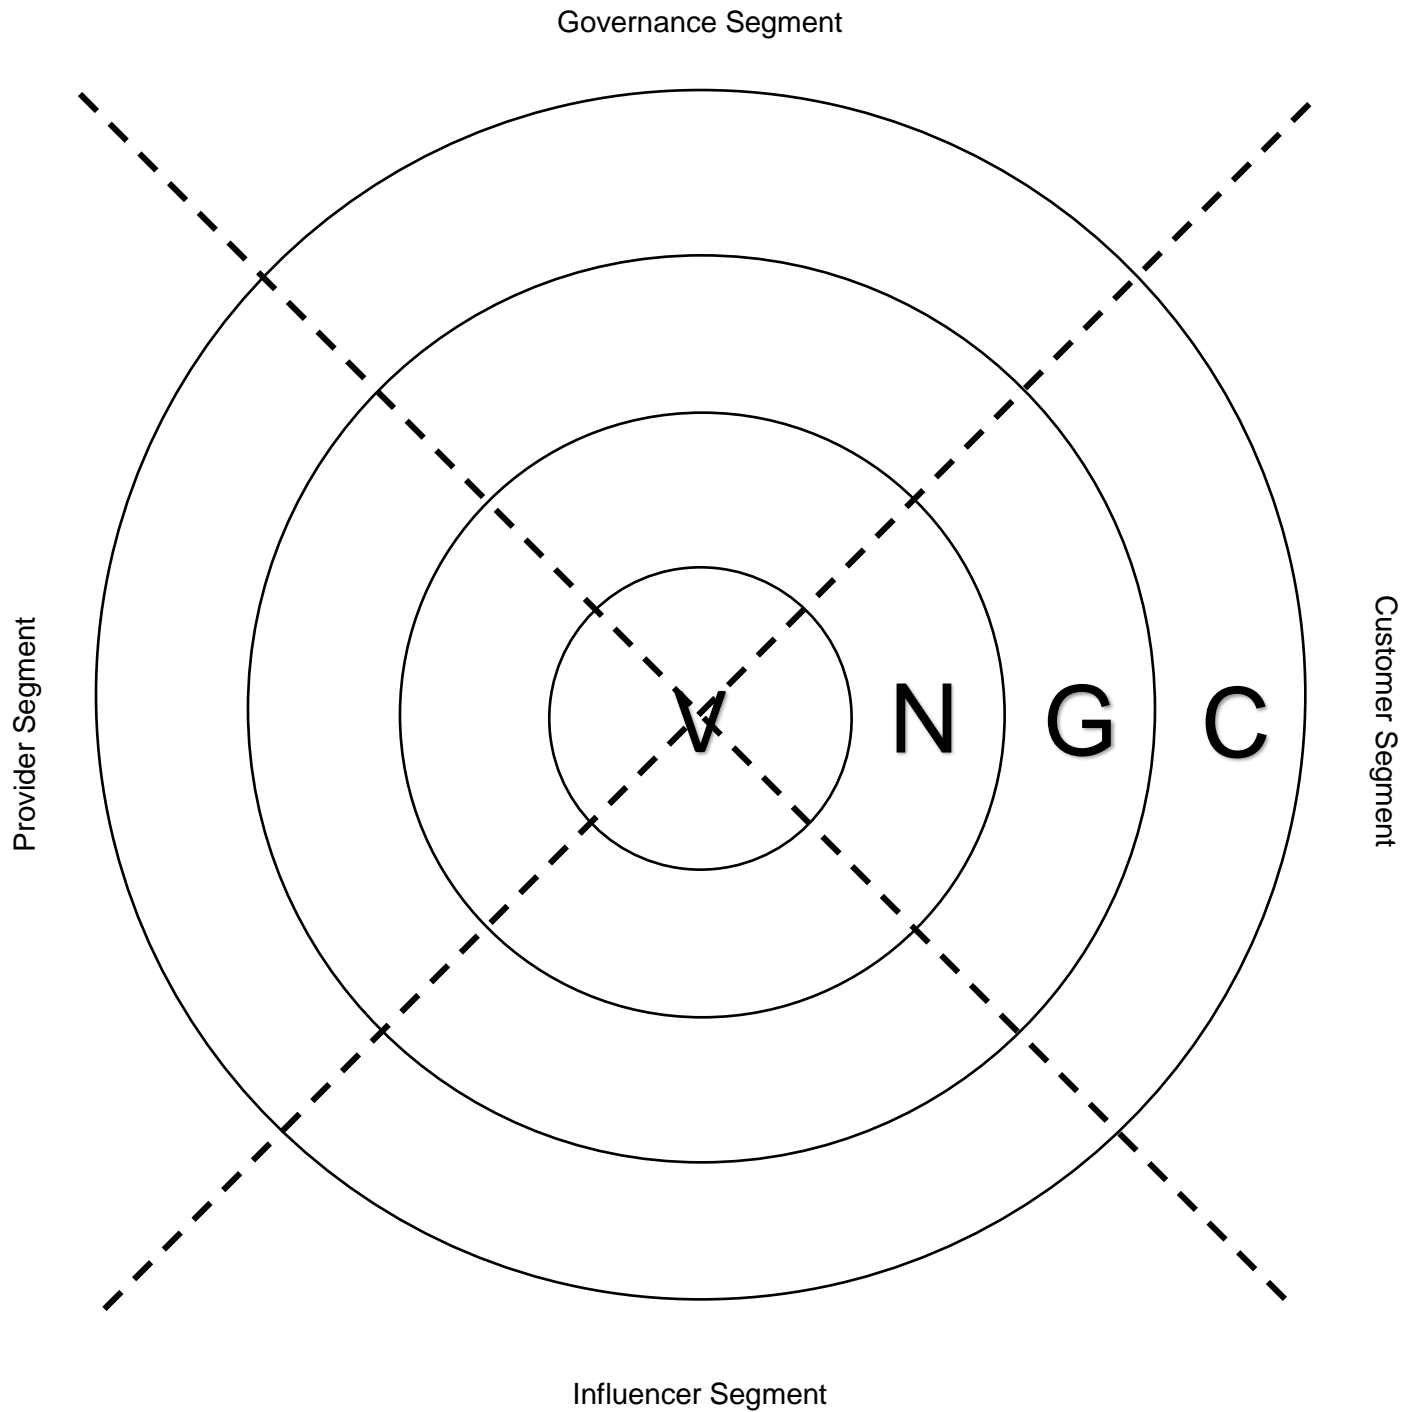 Governance Segment
Provider Segment
V
N
G
C
Customer Segment
Influencer Segment